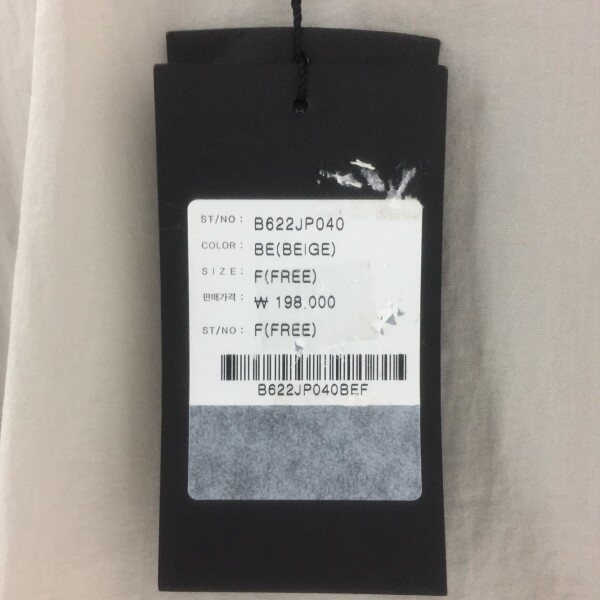 ST/NO : B622JP040
COLOR : BE(BEIGE)
SIZE : F(FREE)
판매가격 : ₩ 198,000
ST/NO : F(FREE)
B622JP040BEF